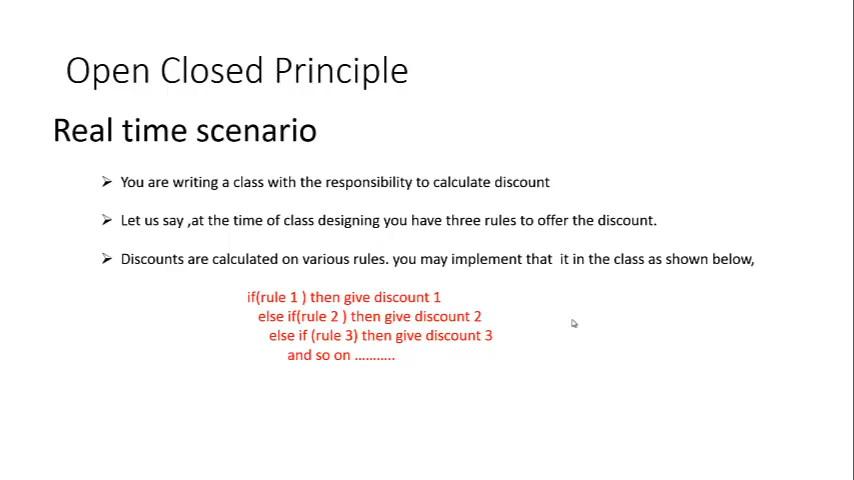 Open Closed Principle
Real time scenario
➢ You are writing a class with the responsibility to calculate discount
➢ Let us say ,at the time of class designing you have three rules to offer the discount.
➢ Discounts are calculated on various rules. you may implement that it in the class as shown below,
if(rule 1 ) then give discount 1
else if(rule 2 ) then give discount 2
else if (rule 3) then give discount 3
and so on ...........